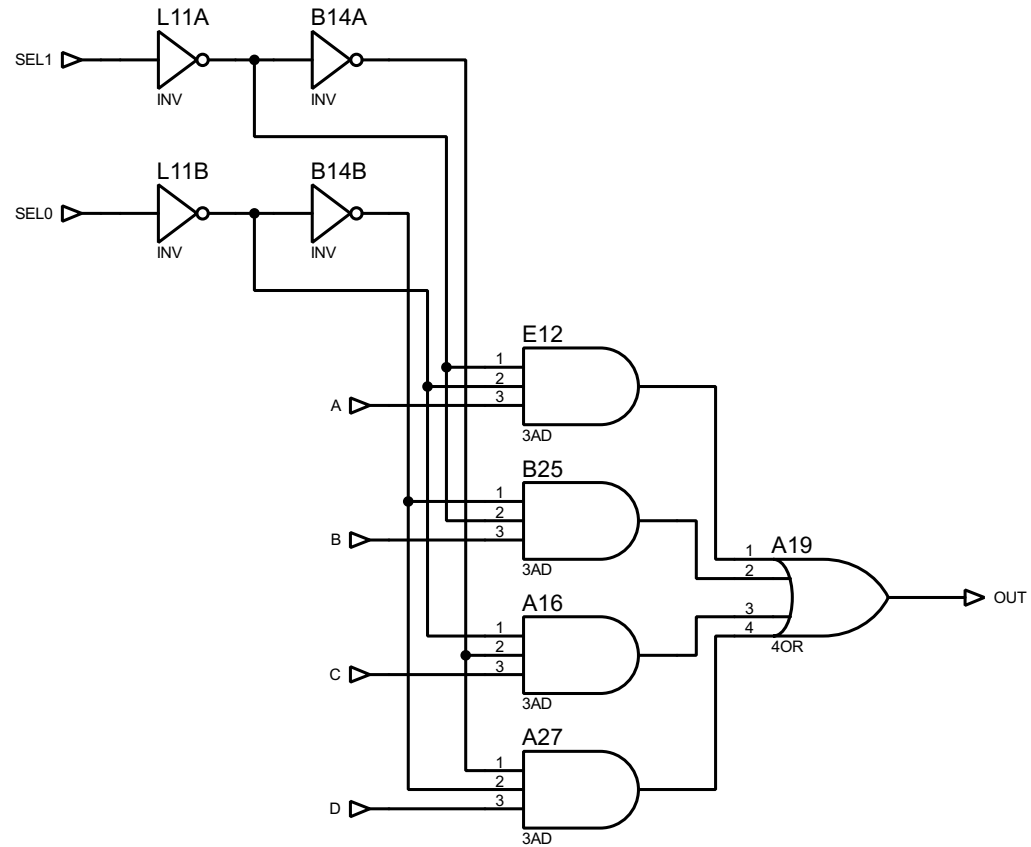 L11A B14A
SEL1
INV INV
L11B B14B
SEL0
INV INV
E12
1
2
A 3
3AD
B25
1
2
B 3
3AD
1 A19
2
OUT
A16
3
1 4
4OR
2
C 3
3AD
A27
1
2
D 3
3AD